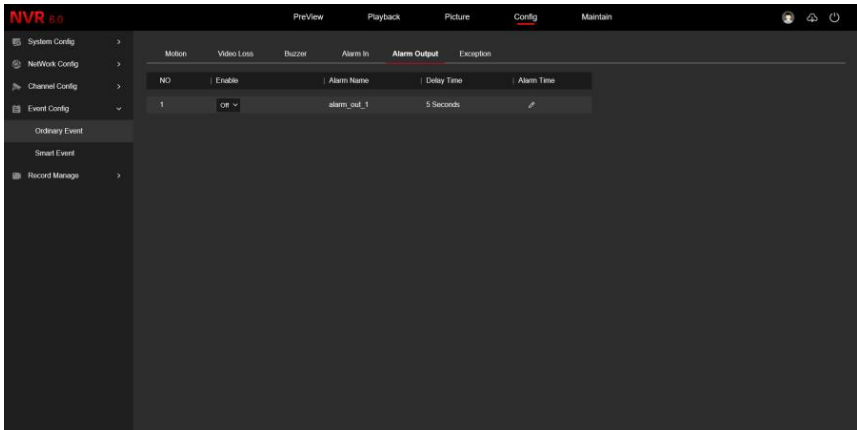 NVR 6.0
PreView Playback Picture Config Maintain
System Config
NetWork Config
Channel Config
Event Config
Ordinary Event
Smart Event
Record Manage
Motion Video Loss Buzzer Alarm In Alarm Output Exception
NO Enable Alarm Name Delay Time Alarm Time
1 Off alarm_out_1 5 Seconds